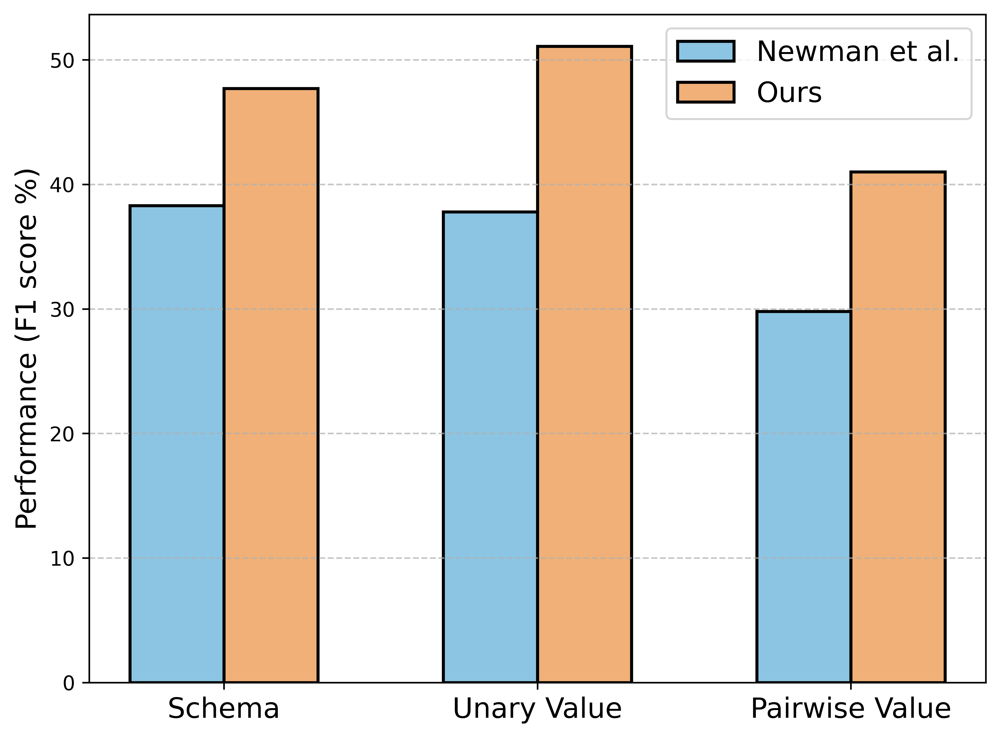 Performance (F1 score %)
50
40
30
20
10
0
Newman et al.
Ours
Schema
Unary Value
Pairwise Value